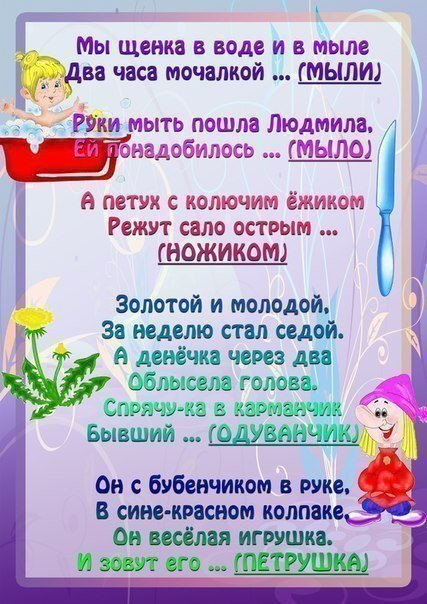 Мы щенка в воде и в мыле
Два часа мочалкой ... (МЫЛИ)
Руки мыть пошла Людмила,
Ей понадобилось ... (МЫЛО)
А петух с колючим ёжиком
Режут сало острым ...
(НОЖИКОМ)
Золотой и молодой,
За неделю стал седой.
А денёчка через два
Облысела голова.
Спрячу-ка в карманчик
Бывший ... (ОДУВАНЧИК)
Он с бубенчиком в руке,
В сине-красном колпаке.
Он весёлая игрушка.
И зовут его ... (ПЕТРУШКА)